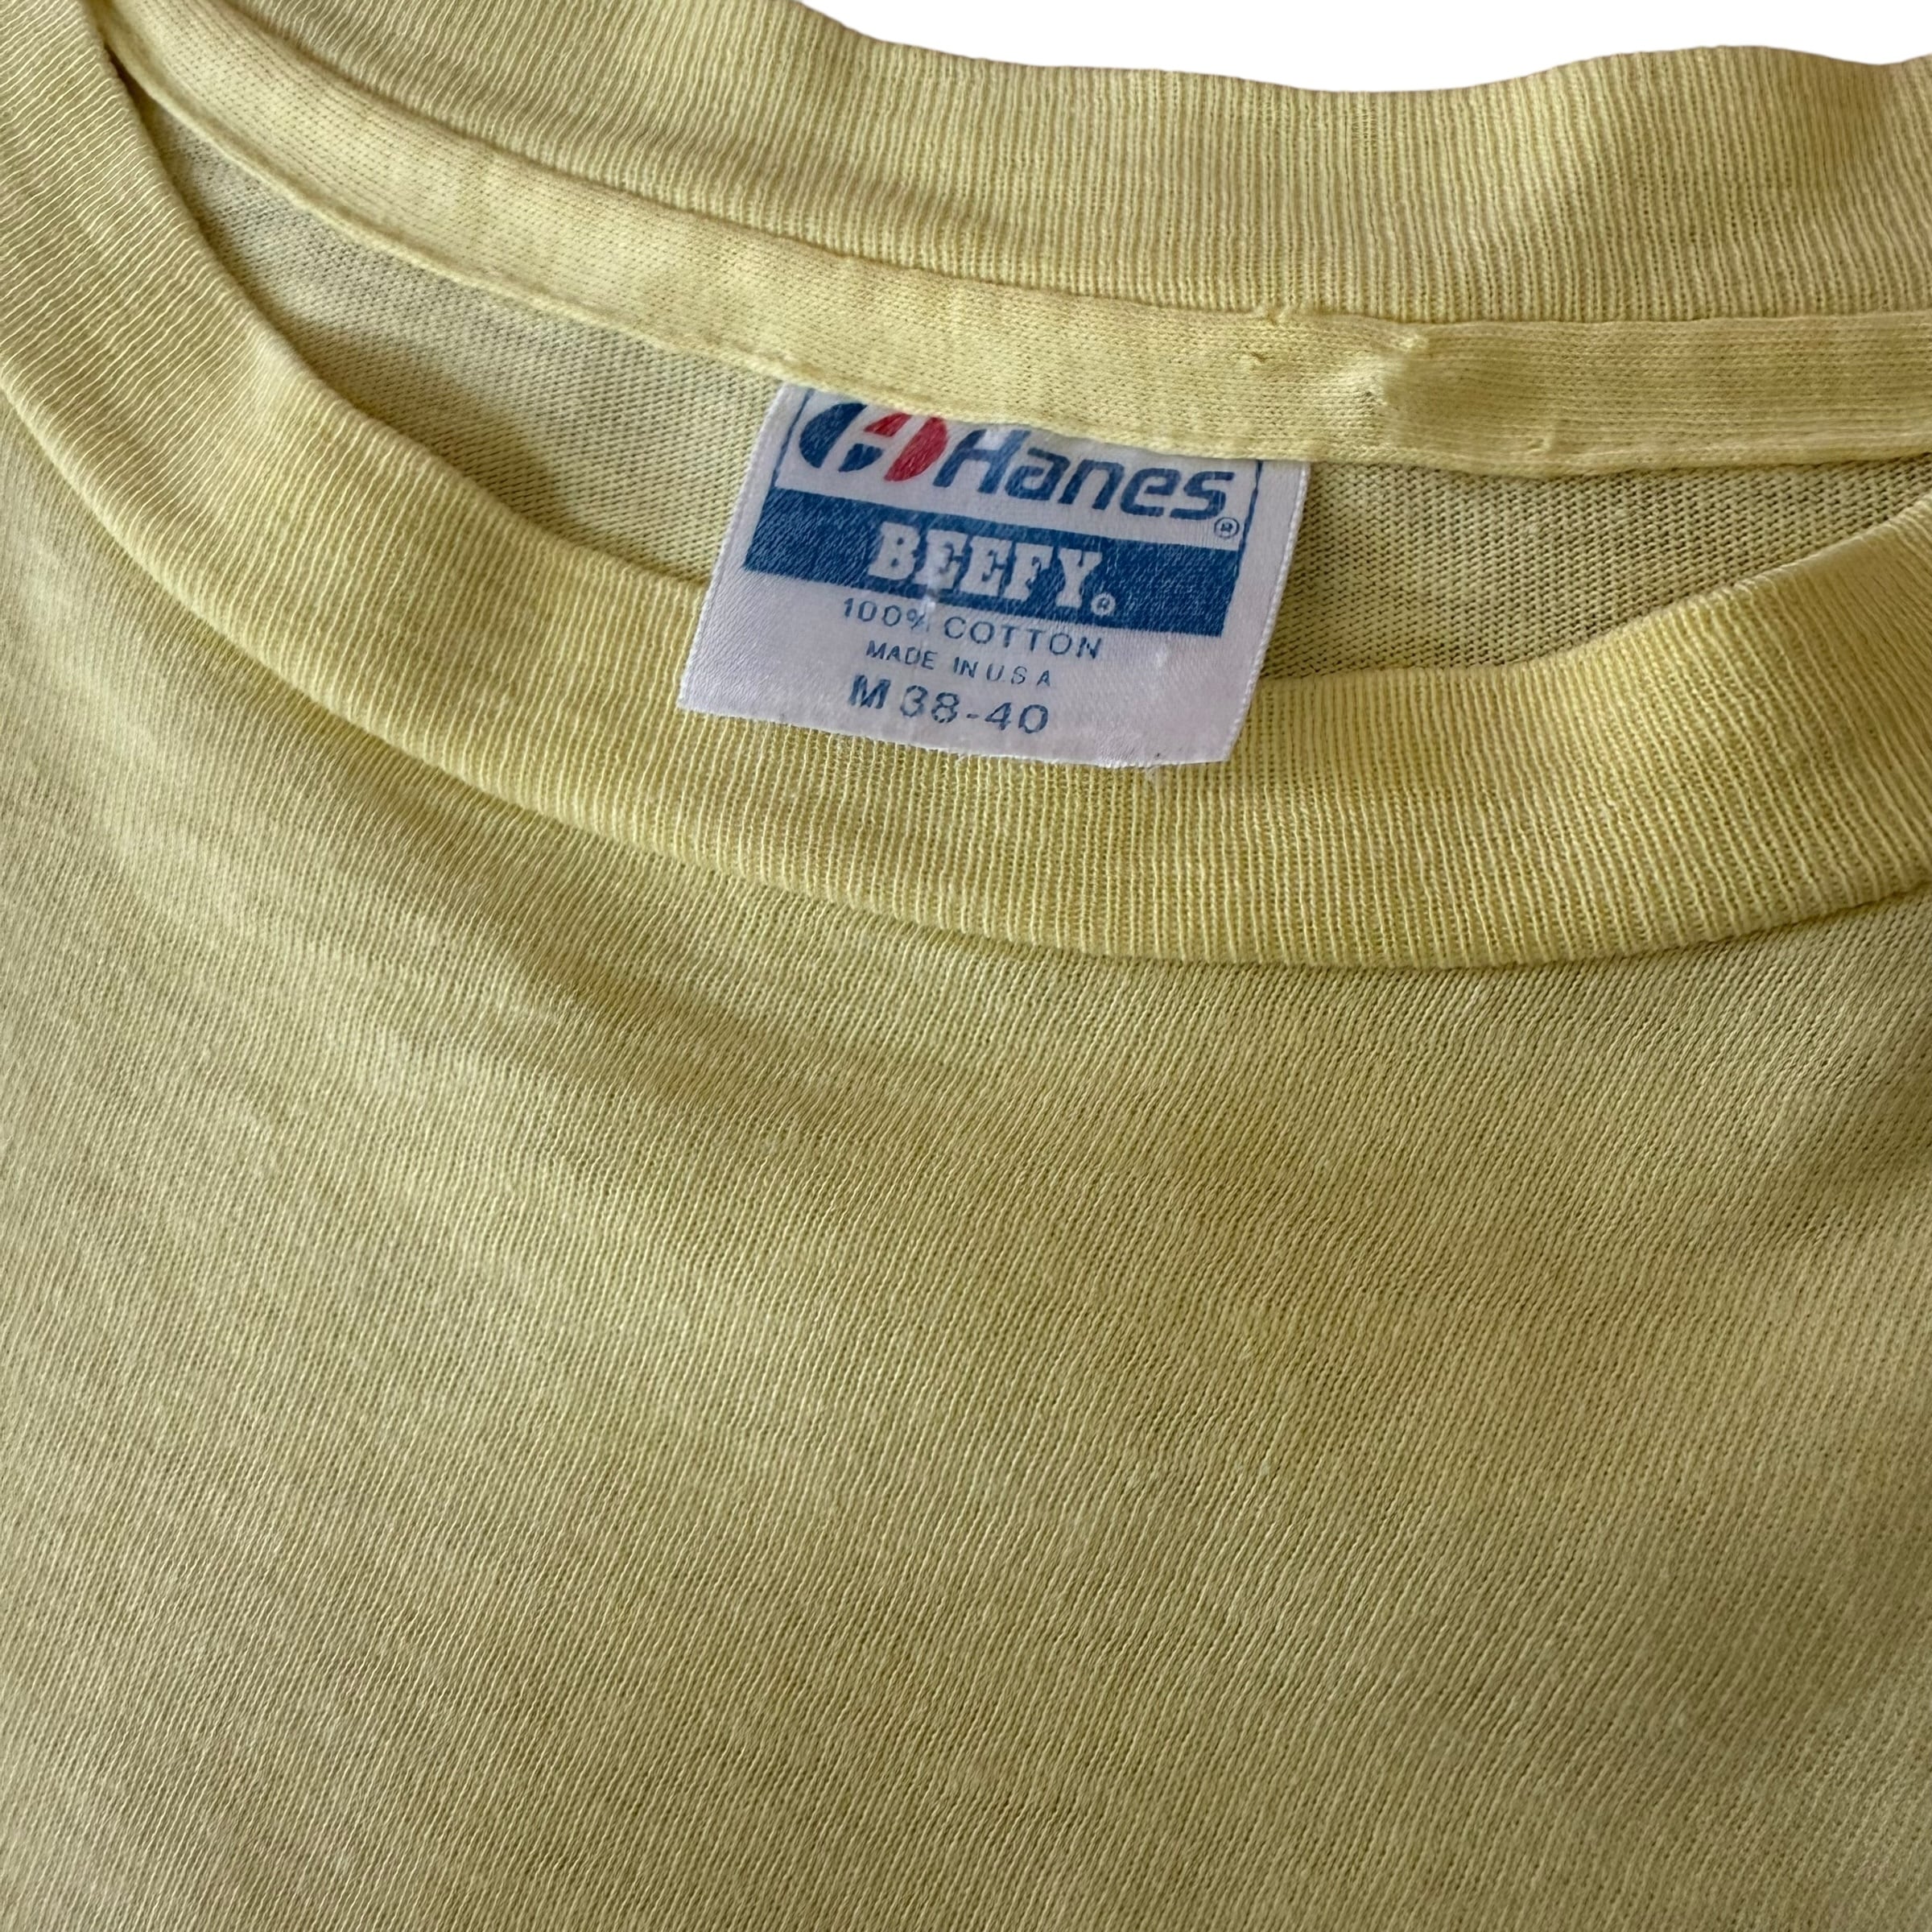 Hanes®
BEEFY®
100% COTTON
MADE IN U.S.A
M 38-40